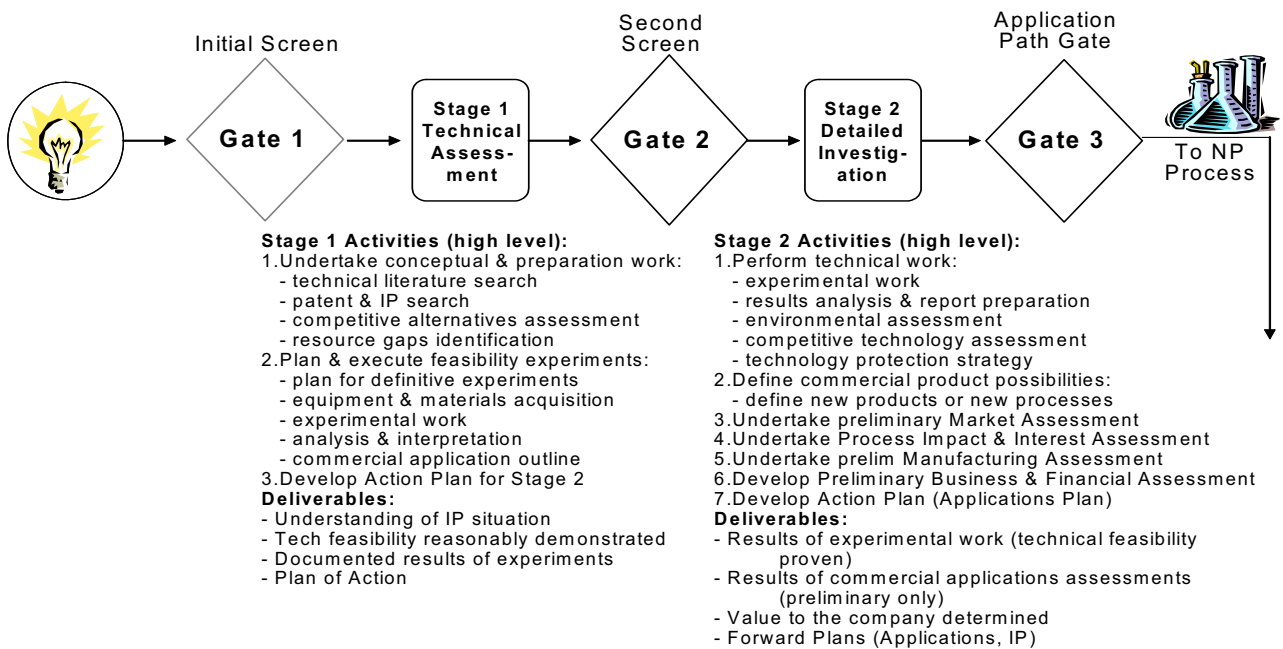 Initial Screen
Second
Screen
Application
Path Gate
Gate 1
Stage 1
Technical
Assess-
ment
Gate 2
Stage 2
Detailed
Investig-
ation
Gate 3
To NP
Process
Stage 1 Activities (high level):
1.Undertake conceptual & preparation work:
- technical literature search
- patent & IP search
- competitive alternatives assessment
- resource gaps identification
2.Plan & execute feasibility experiments:
- plan for definitive experiments
- equipment & materials acquisition
- experimental work
- analysis & interpretation
- commercial application outline
3.Develop Action Plan for Stage 2
Deliverables:
- Understanding of IP situation
- Tech feasibility reasonably demonstrated
- Documented results of experiments
- Plan of Action
Stage 2 Activities (high level):
1.Perform technical work:
- experimental work
- results analysis & report preparation
- environmental assessment
- competitive technology assessment
- technology protection strategy
2.Define commercial product possibilities:
- define new products or new processes
3.Undertake preliminary Market Assessment
4.Undertake Process Impact & Interest Assessment
5.Undertake prelim Manufacturing Assessment
6.Develop Preliminary Business & Financial Assessment
7.Develop Action Plan (Applications Plan)
Deliverables:
- Results of experimental work (technical feasibility
proven)
- Results of commercial applications assessments
(preliminary only)
- Value to the company determined
- Forward Plans (Applications, IP)